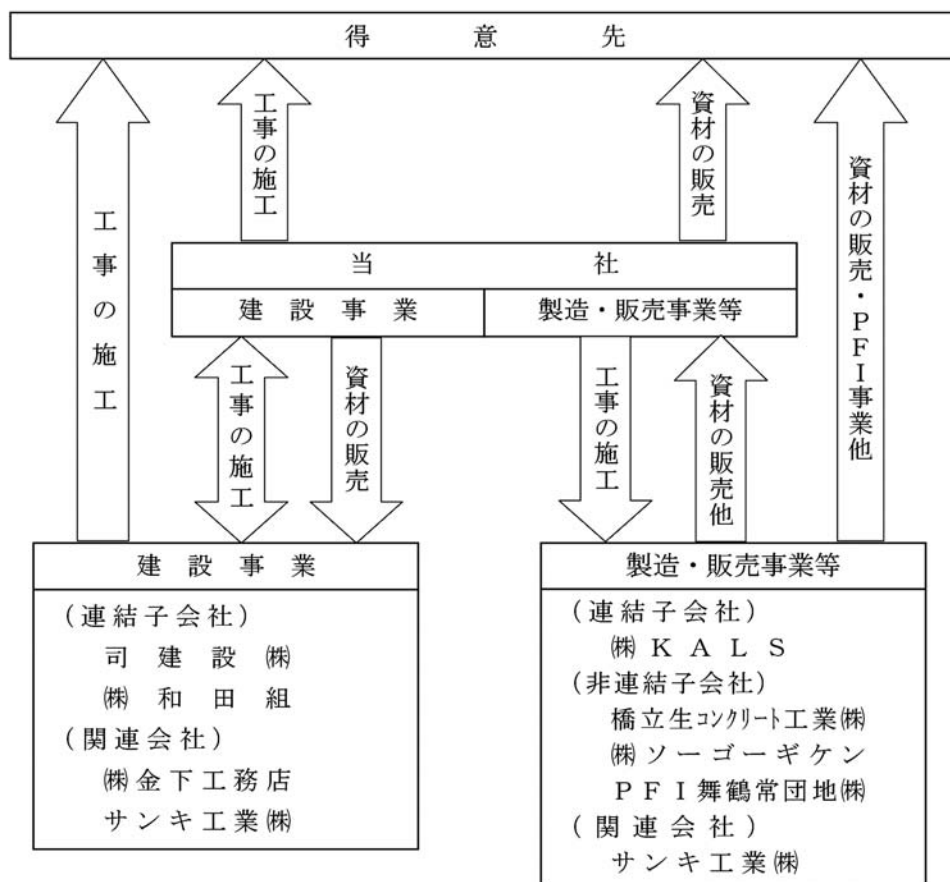 得意先
工事の施工
工事の施工
資材の販売
資材の販売・ＰＦＩ事業他
当社
建設事業
製造・販売事業等
工事の施工
資材の販売
工事の施工
資材の販売他
建設事業
(連結子会社)
司建設㈱
㈱和田組
(関連会社)
㈱金下工務店
サンキ工業㈱
製造・販売事業等
(連結子会社)
㈱ＫＡＬＳ
(非連結子会社)
橋立生ｺﾝｸﾘｰﾄ工業㈱
㈱ソーゴーギケン
ＰＦＩ舞鶴常団地㈱
(関連会社)
サンキ工業㈱